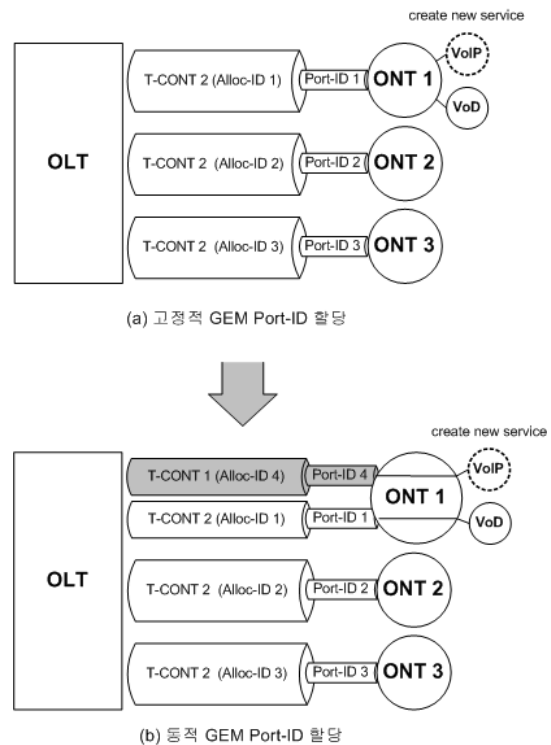 create new service
VoIP
T-CONT 2 (Alloc-ID 1)
Port-ID 1
ONT 1
VoD
OLT
T-CONT 2 (Alloc-ID 2)
Port-ID 2
ONT 2
T-CONT 2 (Alloc-ID 3)
Port-ID 3
ONT 3
(a) 고정적 GEM Port-ID 할당
create new service
T-CONT 1 (Alloc-ID 4)
Port-ID 4
VoIP
ONT 1
T-CONT 2 (Alloc-ID 1)
Port-ID 1
VoD
OLT
T-CONT 2 (Alloc-ID 2)
Port-ID 2
ONT 2
T-CONT 2 (Alloc-ID 3)
Port-ID 3
ONT 3
(b) 동적 GEM Port-ID 할당